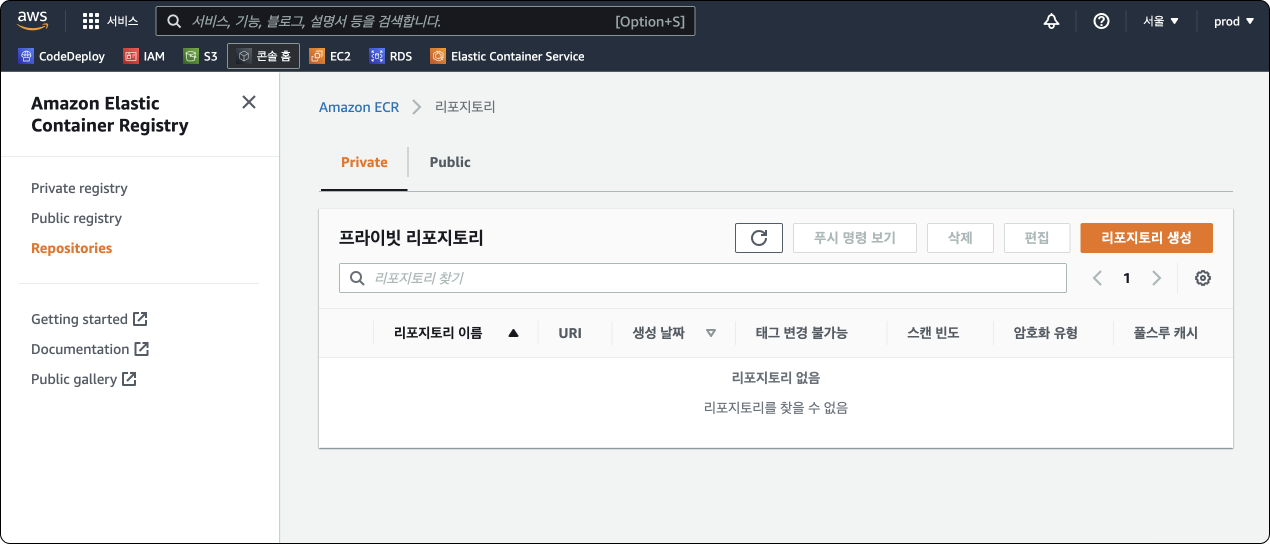 aws 서비스 서비스, 기능, 블로그, 설명서 등을 검색합니다. [Option+S] 서울 ▼ prod ▼
CodeDeploy IAM S3 콘솔 홈 EC2 RDS Elastic Container Service
Amazon Elastic
Container Registry
Private registry
Public registry
Repositories
Getting started
Documentation
Public gallery
Amazon ECR > 리포지토리
Private Public
프라이빗 리포지토리 푸시 명령 보기 삭제 편집 리포지토리 생성
리포지토리 찾기 < 1 >
리포지토리 이름 ▲ URI 생성 날짜 ▽ 태그 변경 불가능 스캔 빈도 암호화 유형 풀스루 캐시
리포지토리 없음
리포지토리를 찾을 수 없음